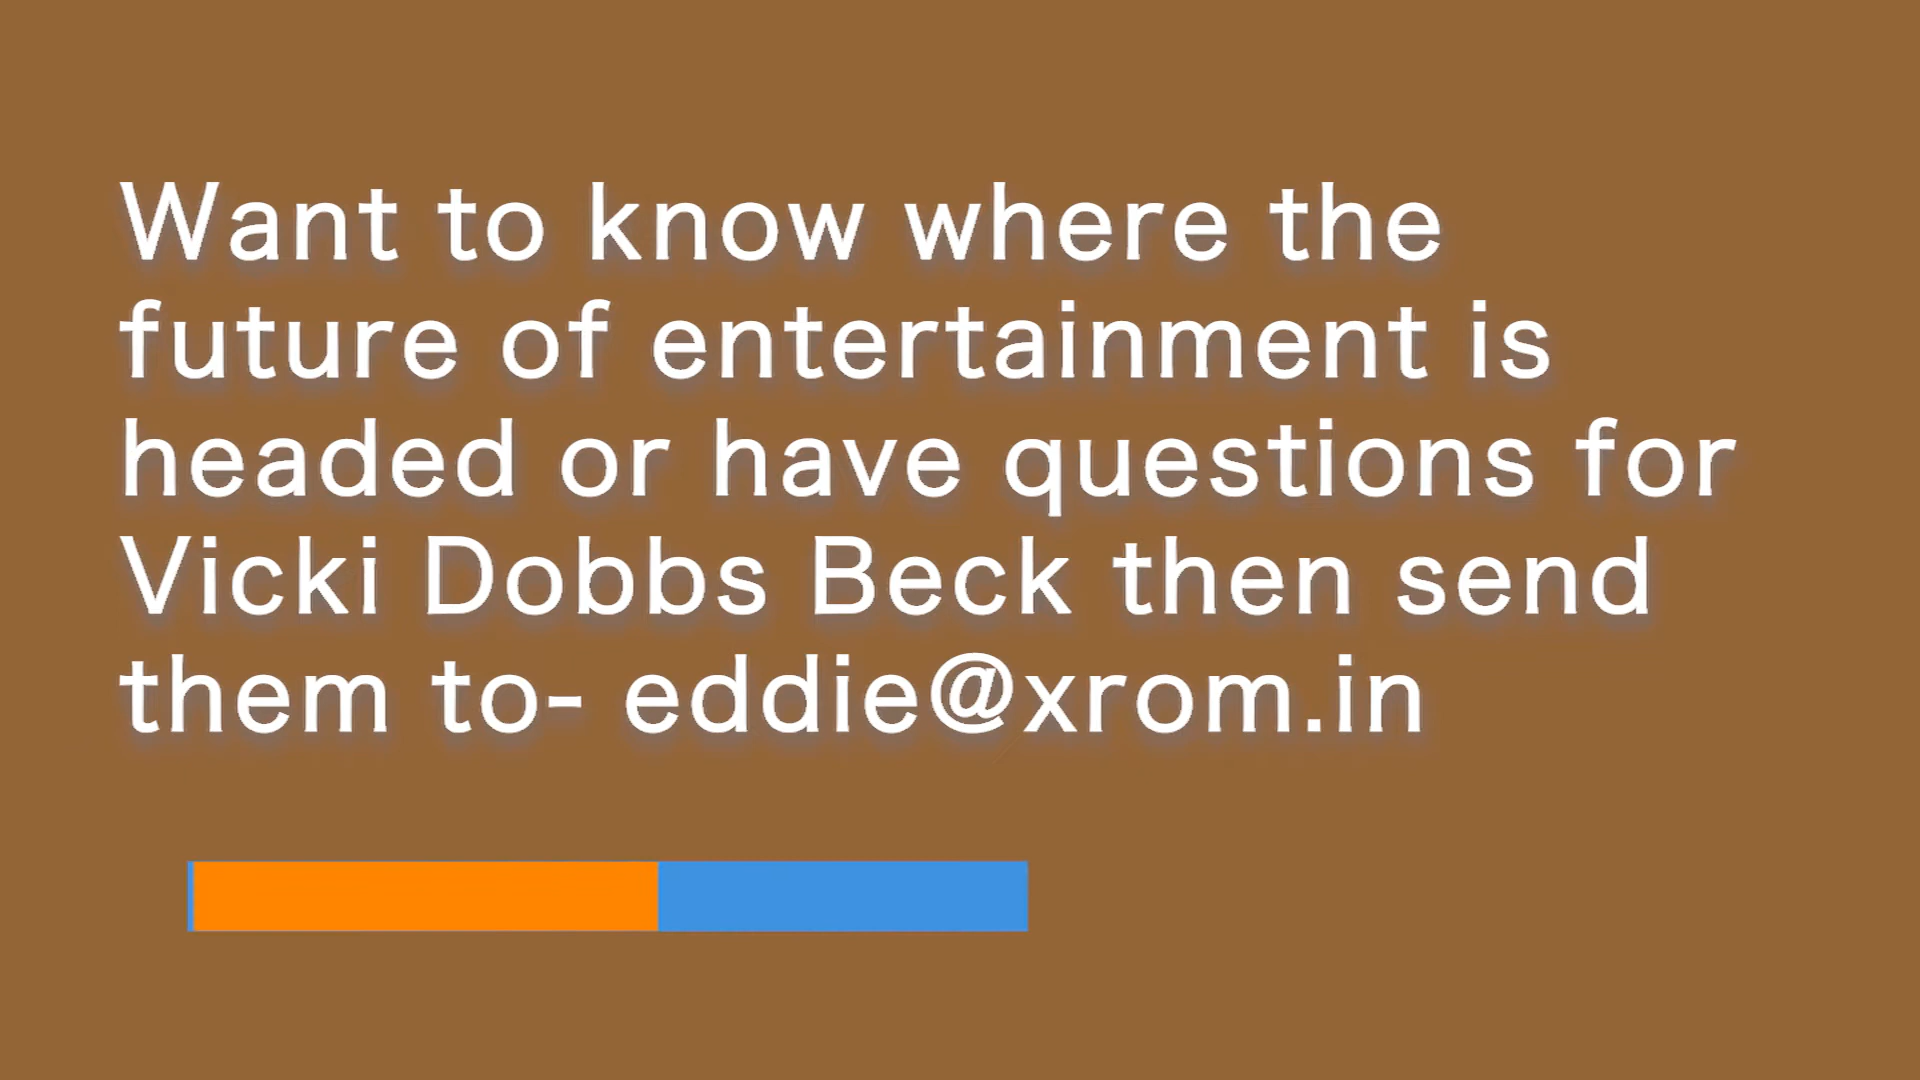 Want to know where the
future of entertainment is
headed or have questions for
Vicki Dobbs Beck then send
them to- eddie@xrom.in